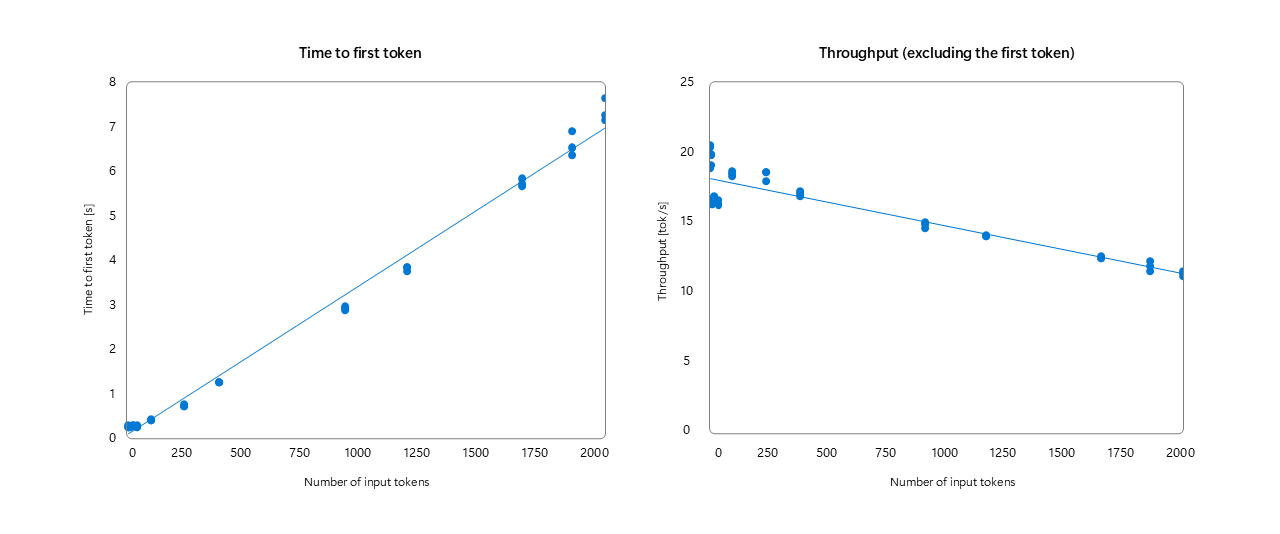 Time to first token
8
7
6
5
4
3
2
1
0
Time to first token [s]
0 250 500 750 1000 1250 1500 1750 2000
Number of input tokens
Throughput (excluding the first token)
25
20
15
10
5
0
Throughput [tok/s]
0 250 500 750 1000 1250 1500 1750 2000
Number of input tokens